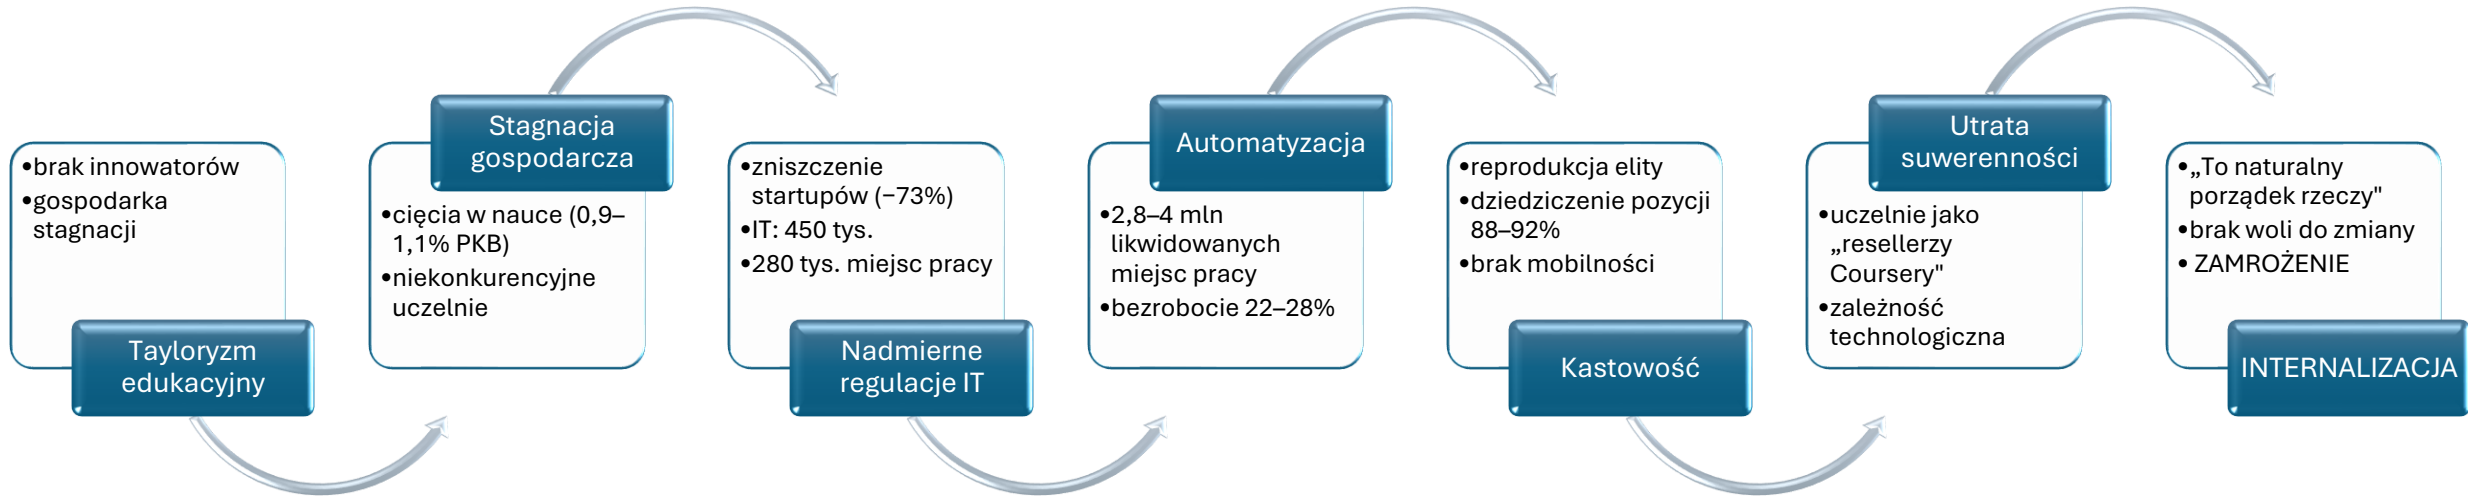 •brak innowatorów
•gospodarka
stagnacji
Tayloryzm
edukacyjny
Stagnacja
gospodarcza
•cięcia w nauce (0,9–
1,1% PKB)
•niekonkurencyjne
uczelnie
•zniszczenie
startupów (−73%)
•IT: 450 tys.
•280 tys. miejsc pracy
Nadmierne
regulacje IT
Automatyzacja
•2,8–4 mln
likwidowanych
miejsc pracy
•bezrobocie 22–28%
•reprodukcja elity
•dziedziczenie pozycji
88–92%
•brak mobilności
Kastowość
Utrata
suwerenności
•uczelnie jako
„resellerzy
Coursery"
•zależność
technologiczna
•„To naturalny
porządek rzeczy"
•brak woli do zmiany
• ZAMROŻENIE
INTERNALIZACJA